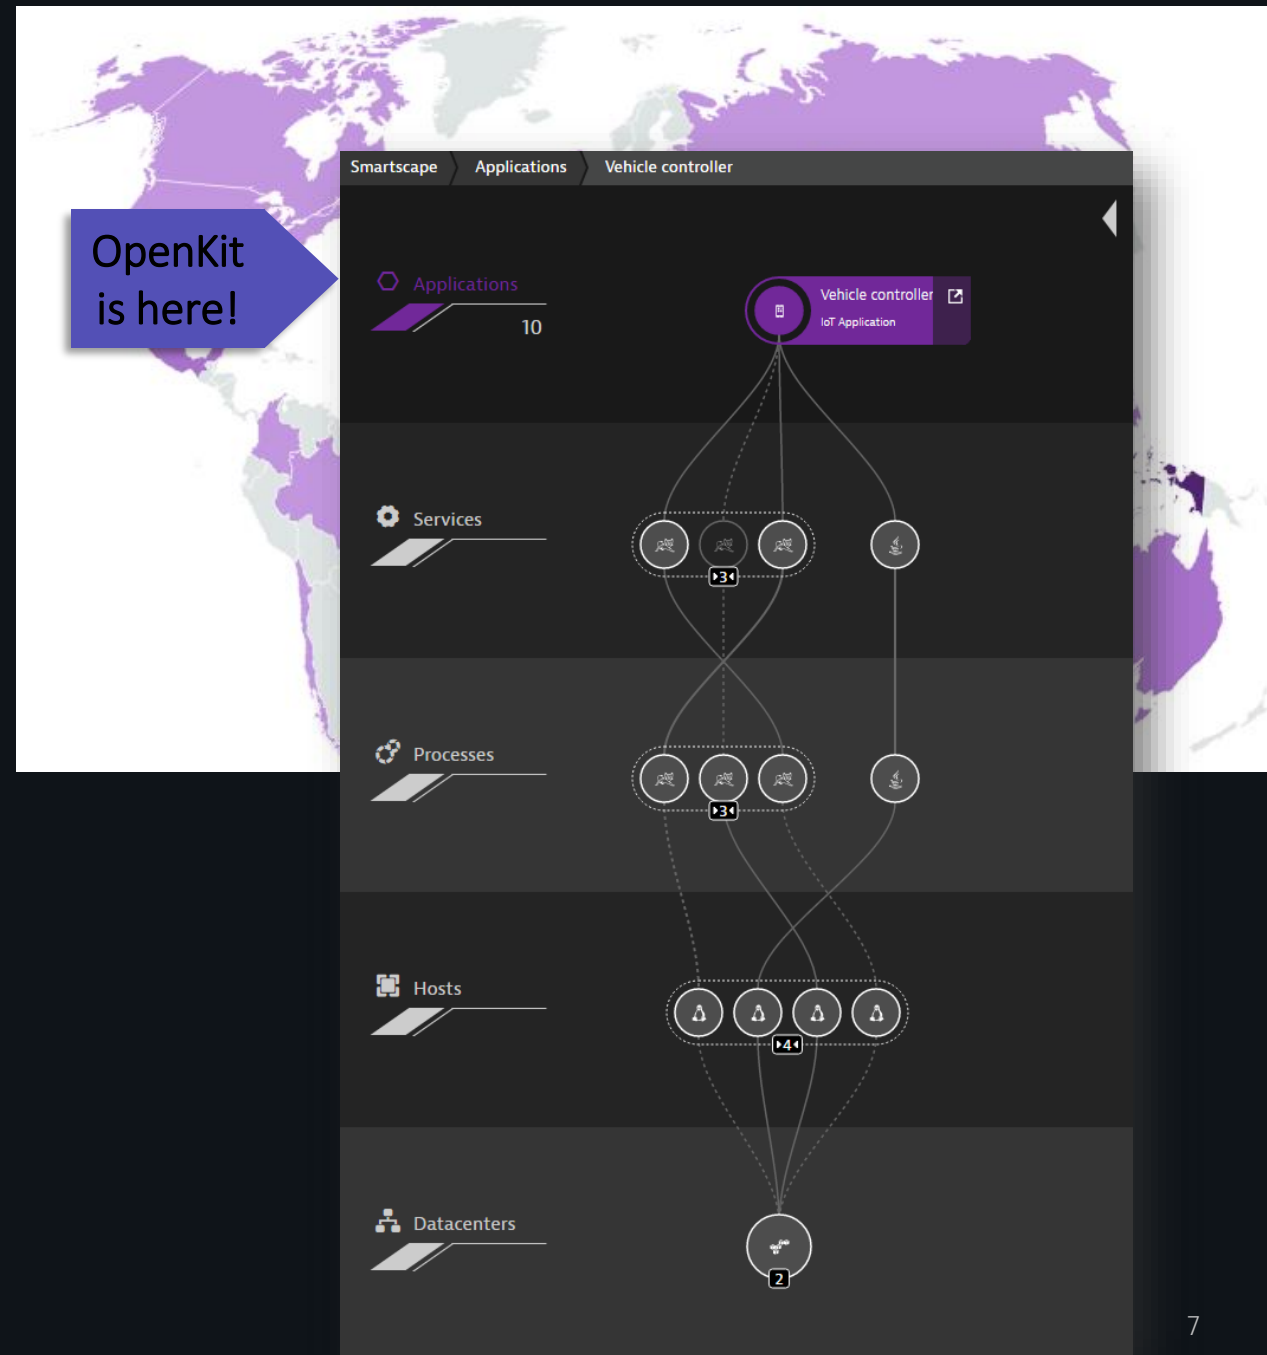 Smartscape Applications Vehicle controller
OpenKit
is here!
Applications
10
Vehicle controller
IoT Application
Services
3
Processes
3
Hosts
4
Datacenters
2
7